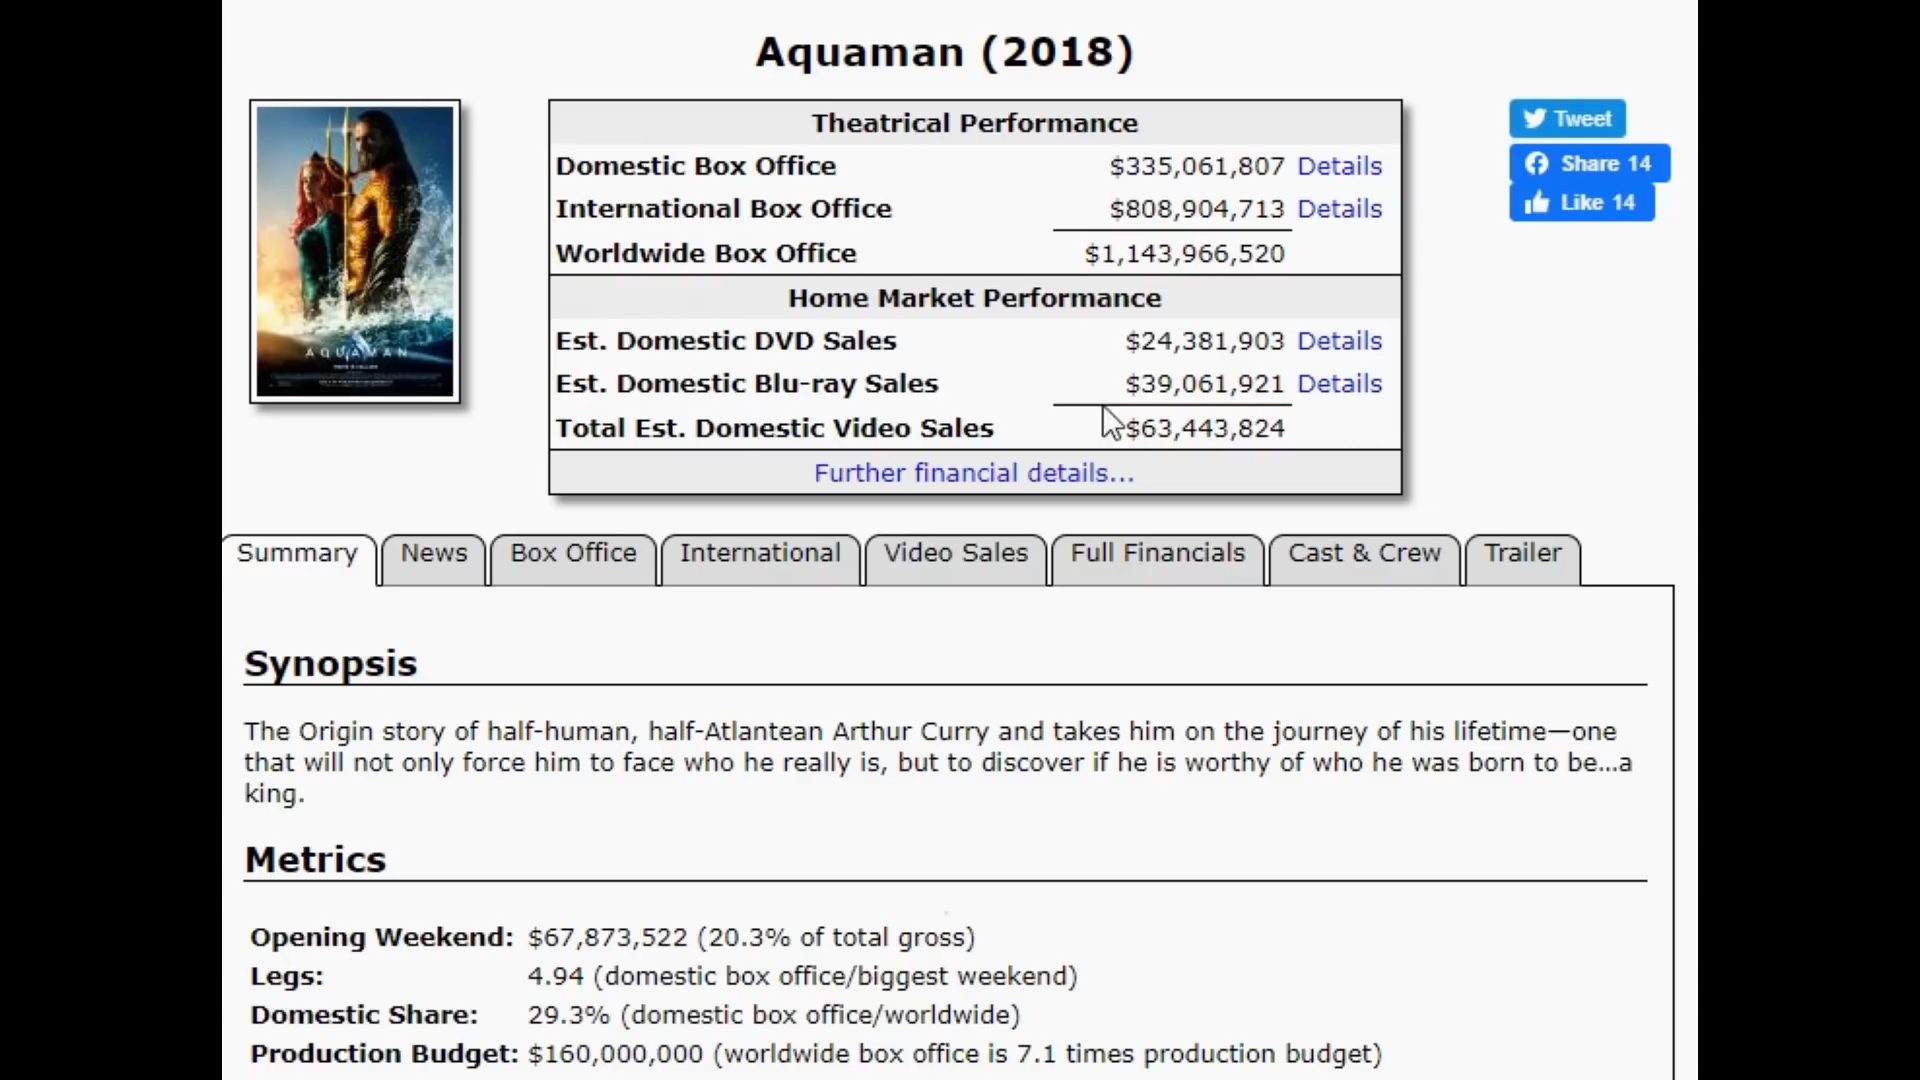 Aquaman (2018)
Theatrical Performance
Domestic Box Office $335,061,807 Details
International Box Office $808,904,713 Details
Worldwide Box Office $1,143,966,520
Home Market Performance
Est. Domestic DVD Sales $24,381,903 Details
Est. Domestic Blu-ray Sales $39,061,921 Details
Total Est. Domestic Video Sales $63,443,824
Further financial details...
Tweet
Share 14
Like 14
AQUAMAN
Summary News Box Office International Video Sales Full Financials Cast & Crew Trailer
Synopsis
The Origin story of half-human, half-Atlantean Arthur Curry and takes him on the journey of his lifetime—one
that will not only force him to face who he really is, but to discover if he is worthy of who he was born to be…a
king.
Metrics
Opening Weekend: $67,873,522 (20.3% of total gross)
Legs: 4.94 (domestic box office/biggest weekend)
Domestic Share: 29.3% (domestic box office/worldwide)
Production Budget: $160,000,000 (worldwide box office is 7.1 times production budget)